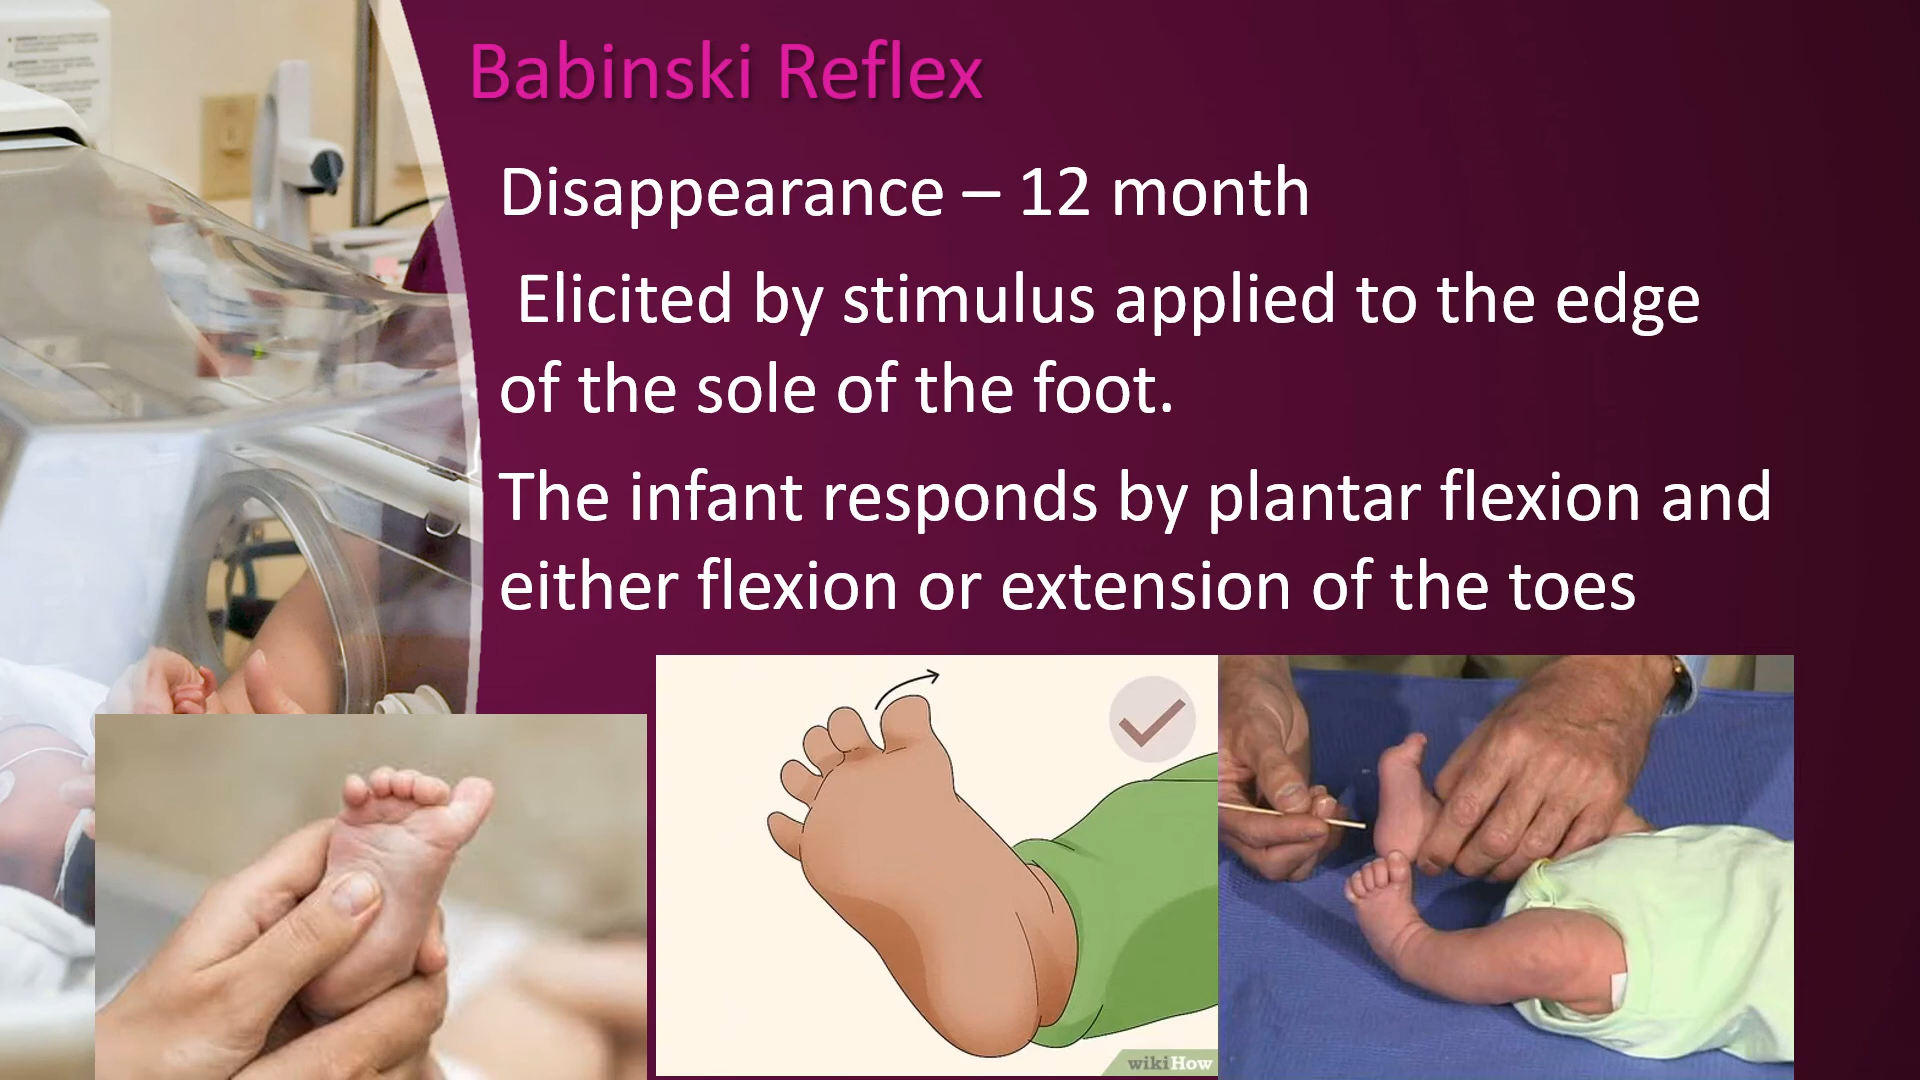 Babinski Reflex
Disappearance – 12 month
Elicited by stimulus applied to the edge
of the sole of the foot.
The infant responds by plantar flexion and
either flexion or extension of the toes
wikiHow